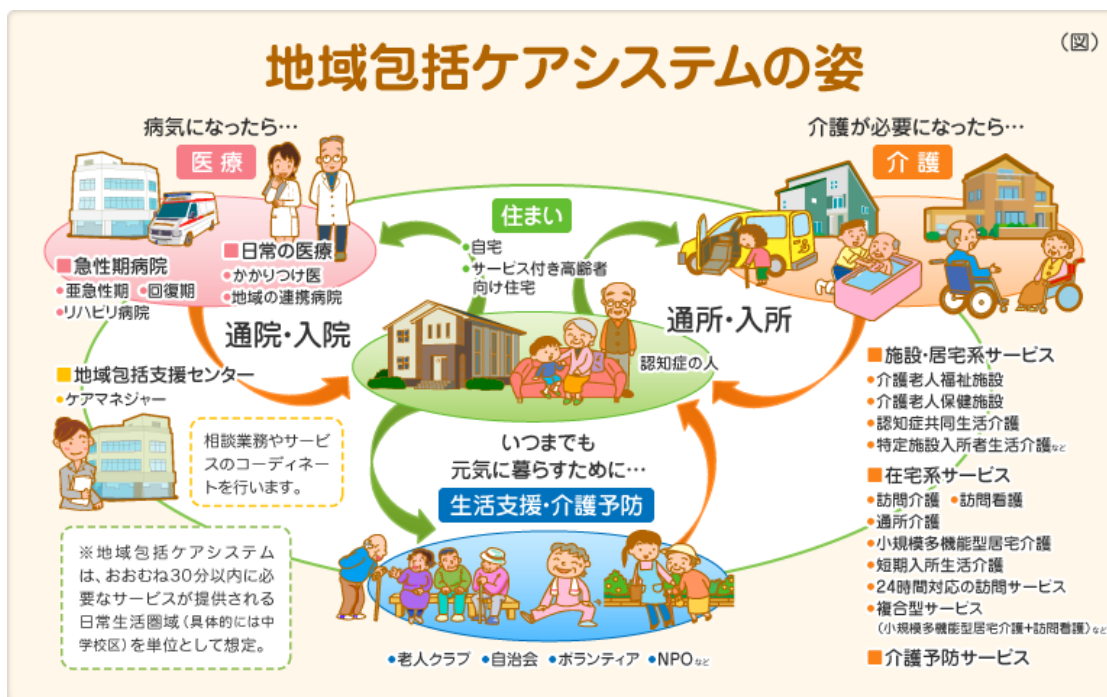 (図)
地域包括ケアシステムの姿
病気になったら…
医療
■急性期病院
●亜急性期 ●回復期
●リハビリ病院
■日常の医療
●かかりつけ医
●地域の連携病院
通院・入院
住まい
●自宅
●サービス付き高齢者
向け住宅
認知症の人
介護が必要になったら…
介護
通所・入所
■地域包括支援センター
●ケアマネジャー
相談業務やサービ
スのコーディネー
トを行います。
※地域包括ケアシステム
は、おおむね30分以内に必
要なサービスが提供される
日常生活圏域(具体的には中
学校区)を単位として想定。
いつまでも
元気に暮らすために…
生活支援・介護予防
●老人クラブ ●自治会 ●ボランティア ●NPOなど
■施設・居宅系サービス
●介護老人福祉施設
●介護老人保健施設
●認知症共同生活介護
●特定施設入所者生活介護など
■在宅系サービス
●訪問介護 ●訪問看護
●通所介護
●小規模多機能型居宅介護
●短期入所生活介護
●24時間対応の訪問サービス
●複合型サービス
(小規模多機能型居宅介護+訪問看護)など
■介護予防サービス